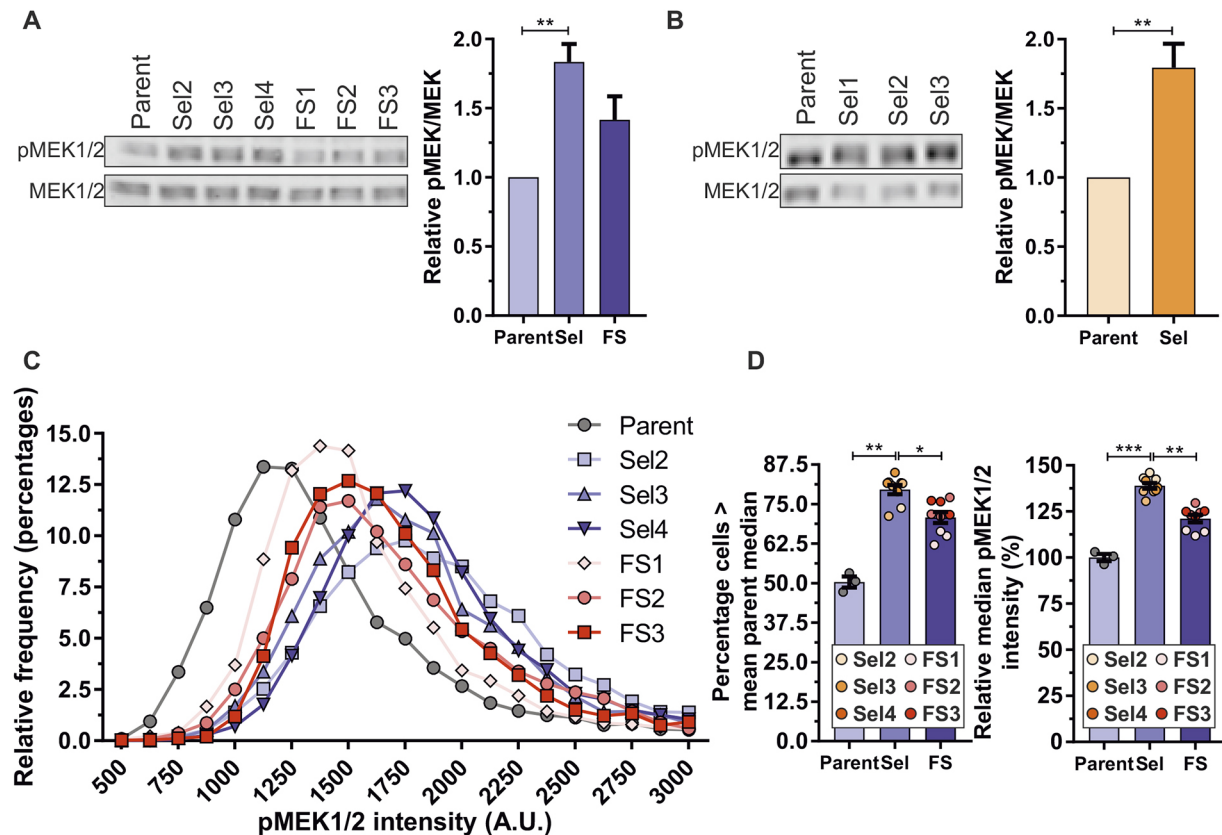 A
Parent
Sel2
Sel3
Sel4
FS1
FS2
FS3
pMEK1/2
MEK1/2
Relative pMEK/MEK
2.0
1.5
1.0
0.5
0.0
**
Parent Sel FS
B
Parent
Sel1
Sel2
Sel3
pMEK1/2
MEK1/2
Relative pMEK/MEK
2.0
1.5
1.0
0.5
0.0
**
Parent Sel
C
Relative frequency (percentages)
15.0
12.5
10.0
7.5
5.0
2.5
0.0
500
750
1000
1250
1500
1750
2000
2250
2500
2750
3000
pMEK1/2 intensity (A.U.)
Parent
Sel2
Sel3
Sel4
FS1
FS2
FS3
D
Percentage cells >
mean parent median
87.5
75.0
62.5
50.0
37.5
25.0
12.5
0.0
** *
Sel2 FS1
Sel3 FS2
Sel4 FS3
Parent Sel FS
Relative median pMEK1/2
intensity (%)
150
125
100
75
50
25
0
*** **
Sel2 FS1
Sel3 FS2
Sel4 FS3
Parent Sel FS